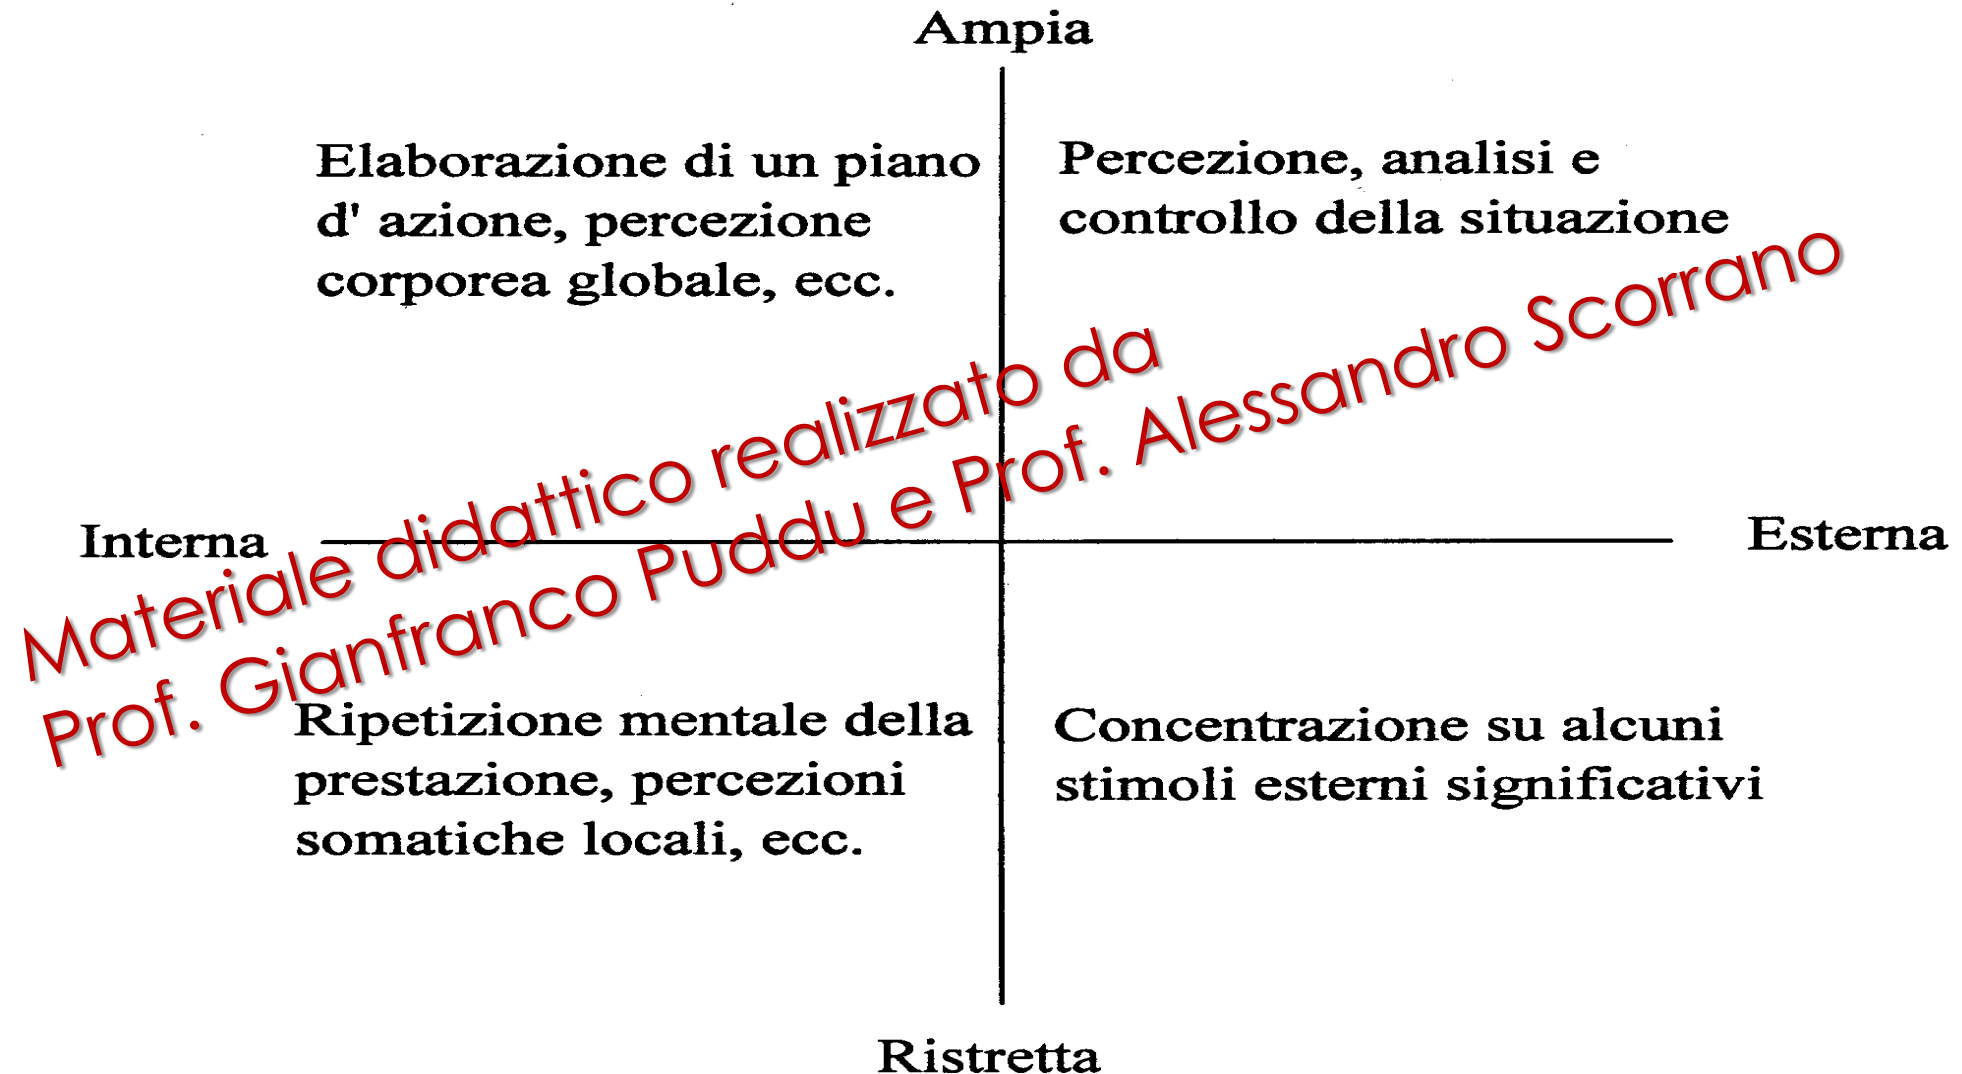 Ampia
Elaborazione di un piano
d' azione, percezione
corporea globale, ecc.
Percezione, analisi e
controllo della situazione
Materiale didattico realizzato da
Prof. Gianfranco Puddu e Prof. Alessandro Scorrano
Interna
Esterna
Ripetizione mentale della
prestazione, percezioni
somatiche locali, ecc.
Concentrazione su alcuni
stimoli esterni significativi
Ristretta